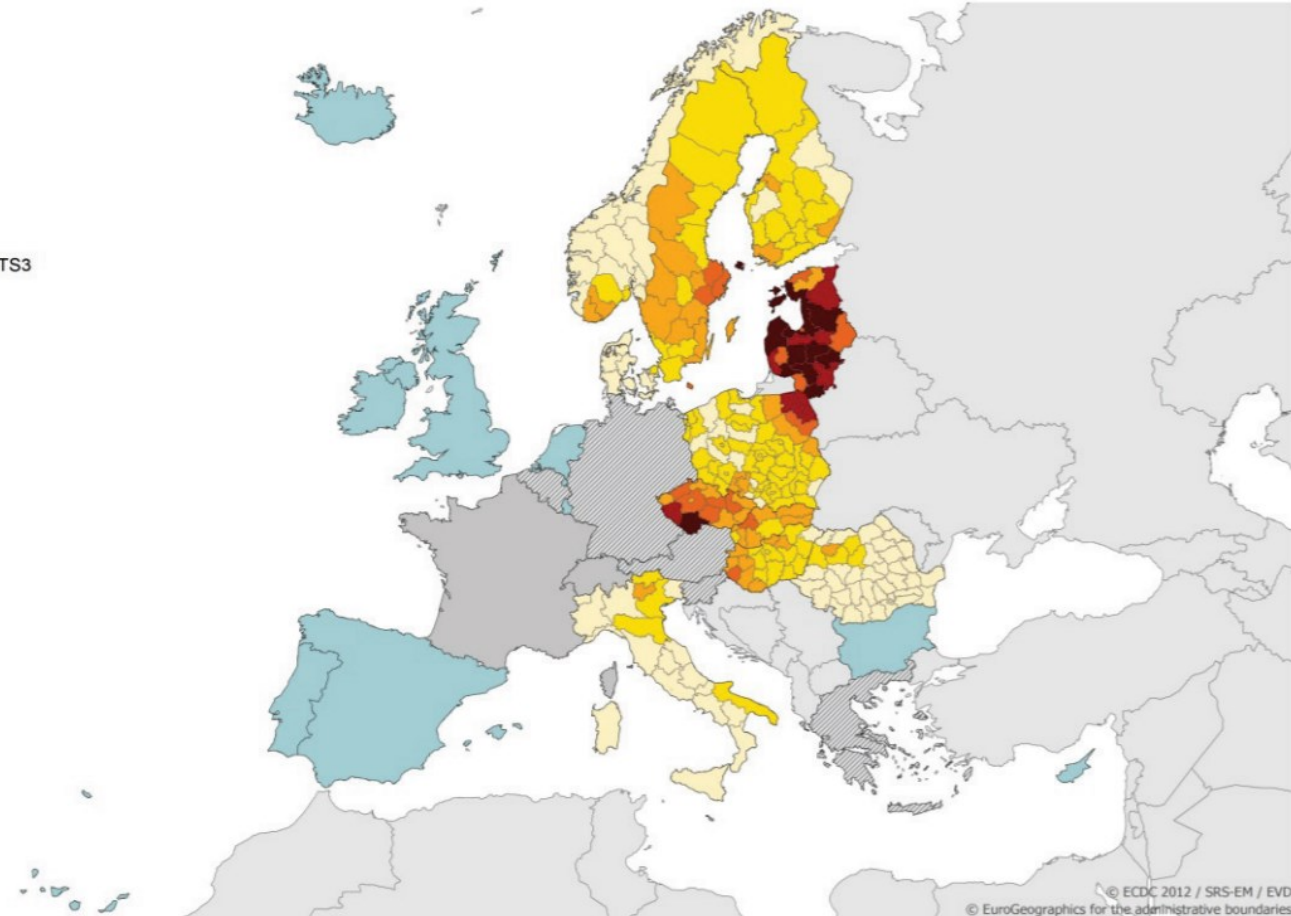 TS3
© ECDC 2012 / SRS-EM / EVD
© EuroGeographics for the administrative boundaries